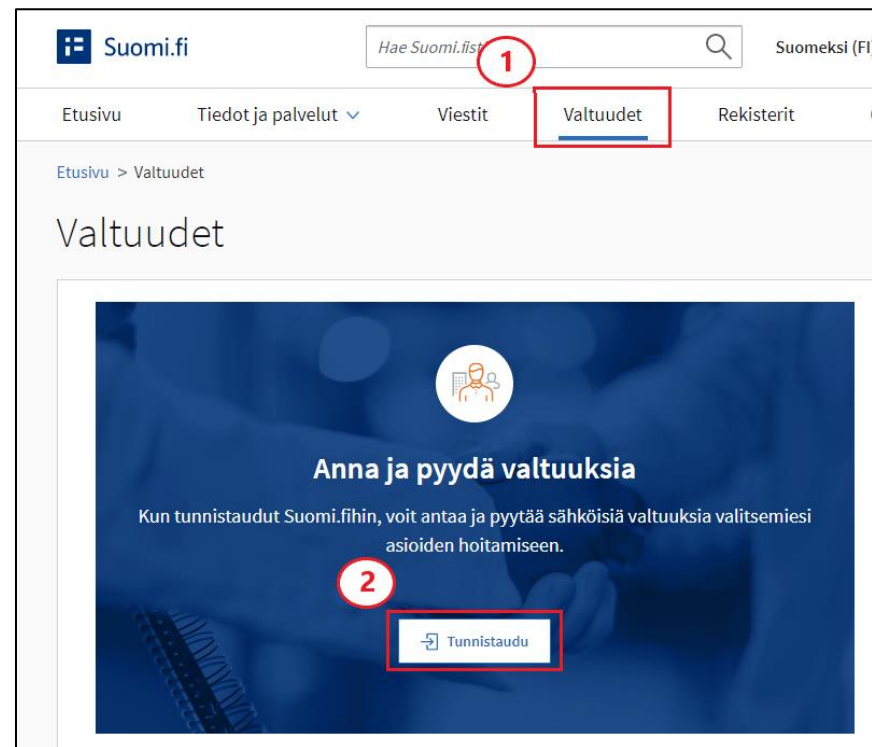 Suomi.fi
Hae Suomi.fist
Suomeksi (FI)
1
Etusivu
Tiedot ja palvelut
Viestit
Valtuudet
Rekisterit
Etusivu > Valtuudet
Valtuudet
Anna ja pyydä valtuuksia
Kun tunnistaudut Suomi.fihin, voit antaa ja pyytää sähköisiä valtuuksia valitsemiesi
asioiden hoitamiseen.
2
Tunnistaudu